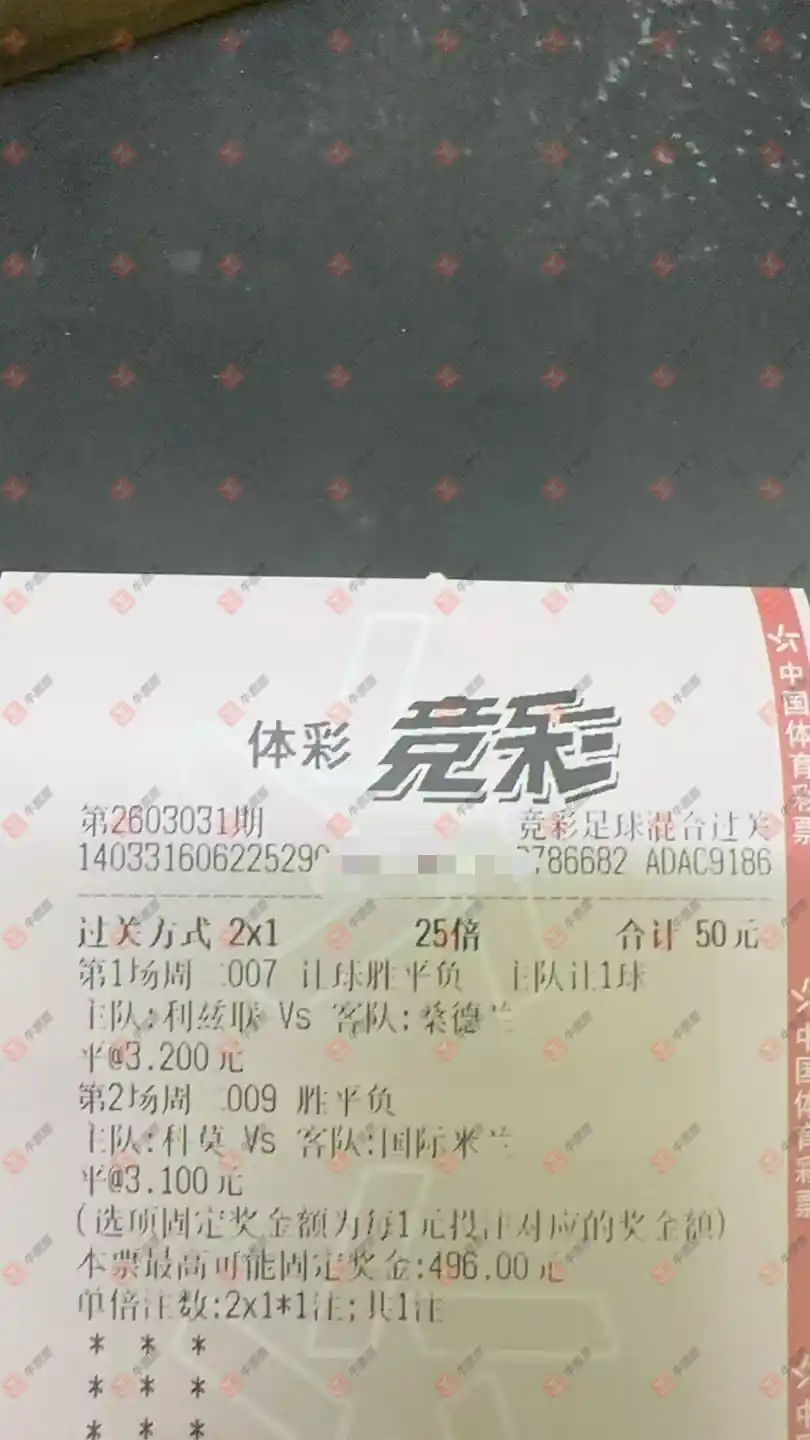 体彩 竞彩
第2603031期 竞彩足球混合过关
14033160622529 786682 ADAC9186
过关方式 2x1 25倍 合计 50元
第1场周 007 让球胜平负 主队让1球
主队:利兹联 Vs 客队:桑德
平@3.200元
第2场周 009 胜平负
主队:科莫 Vs 客队:国际米兰
平@3.100元
(选项固定奖金额为每1元投注对应的奖金额)
本票最高可能固定奖金:496.00元
单倍注数:2x1*1注;共1注
* * *
* * *
* * *
中国体育彩票
中国体育彩票